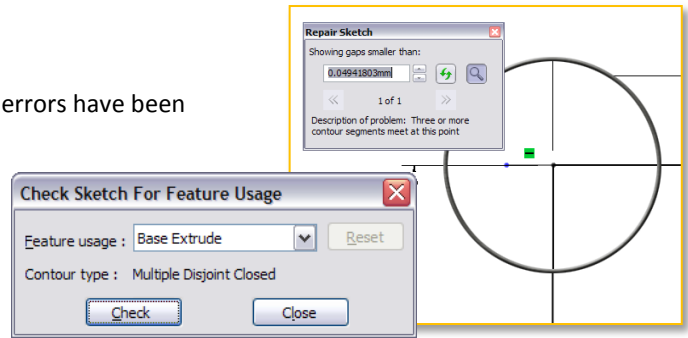 Repair Sketch
Showing gaps smaller than:
0.04941803mm
1 of 1
Description of problem: Three or more
contour segments meet at this point
errors have been
Check Sketch For Feature Usage
Feature usage : Base Extrude Reset
Contour type : Multiple Disjoint Closed
Check Close